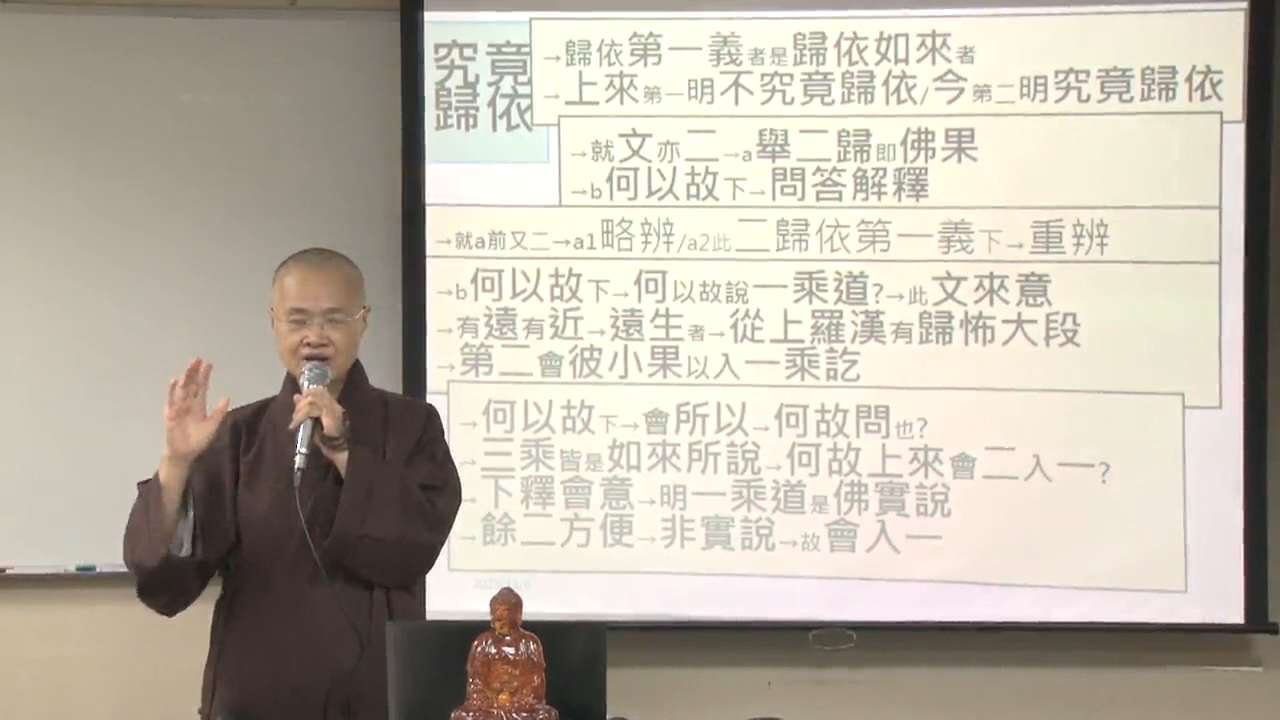 究竟
歸依
→歸依第一義者是歸依如來者
→上來第一明不究竟歸依/今第二明究竟歸依
→就文亦二→a舉二歸即佛果
→b何以故下→問答解釋
→就a前又二→a1略辨/a2此二歸依第一義下→重辨
→b何以故下→何以故說一乘道?→此文來意
→有遠有近→遠生者→從上羅漢有歸怖大段
→第二會彼小果以入一乘訖
→何以故下→會所以→何故問也?
→三乘皆是如來所說→何故上來會二入一?
→下釋會意→明一乘道是佛實說
→餘二方便→非實說→故會入一